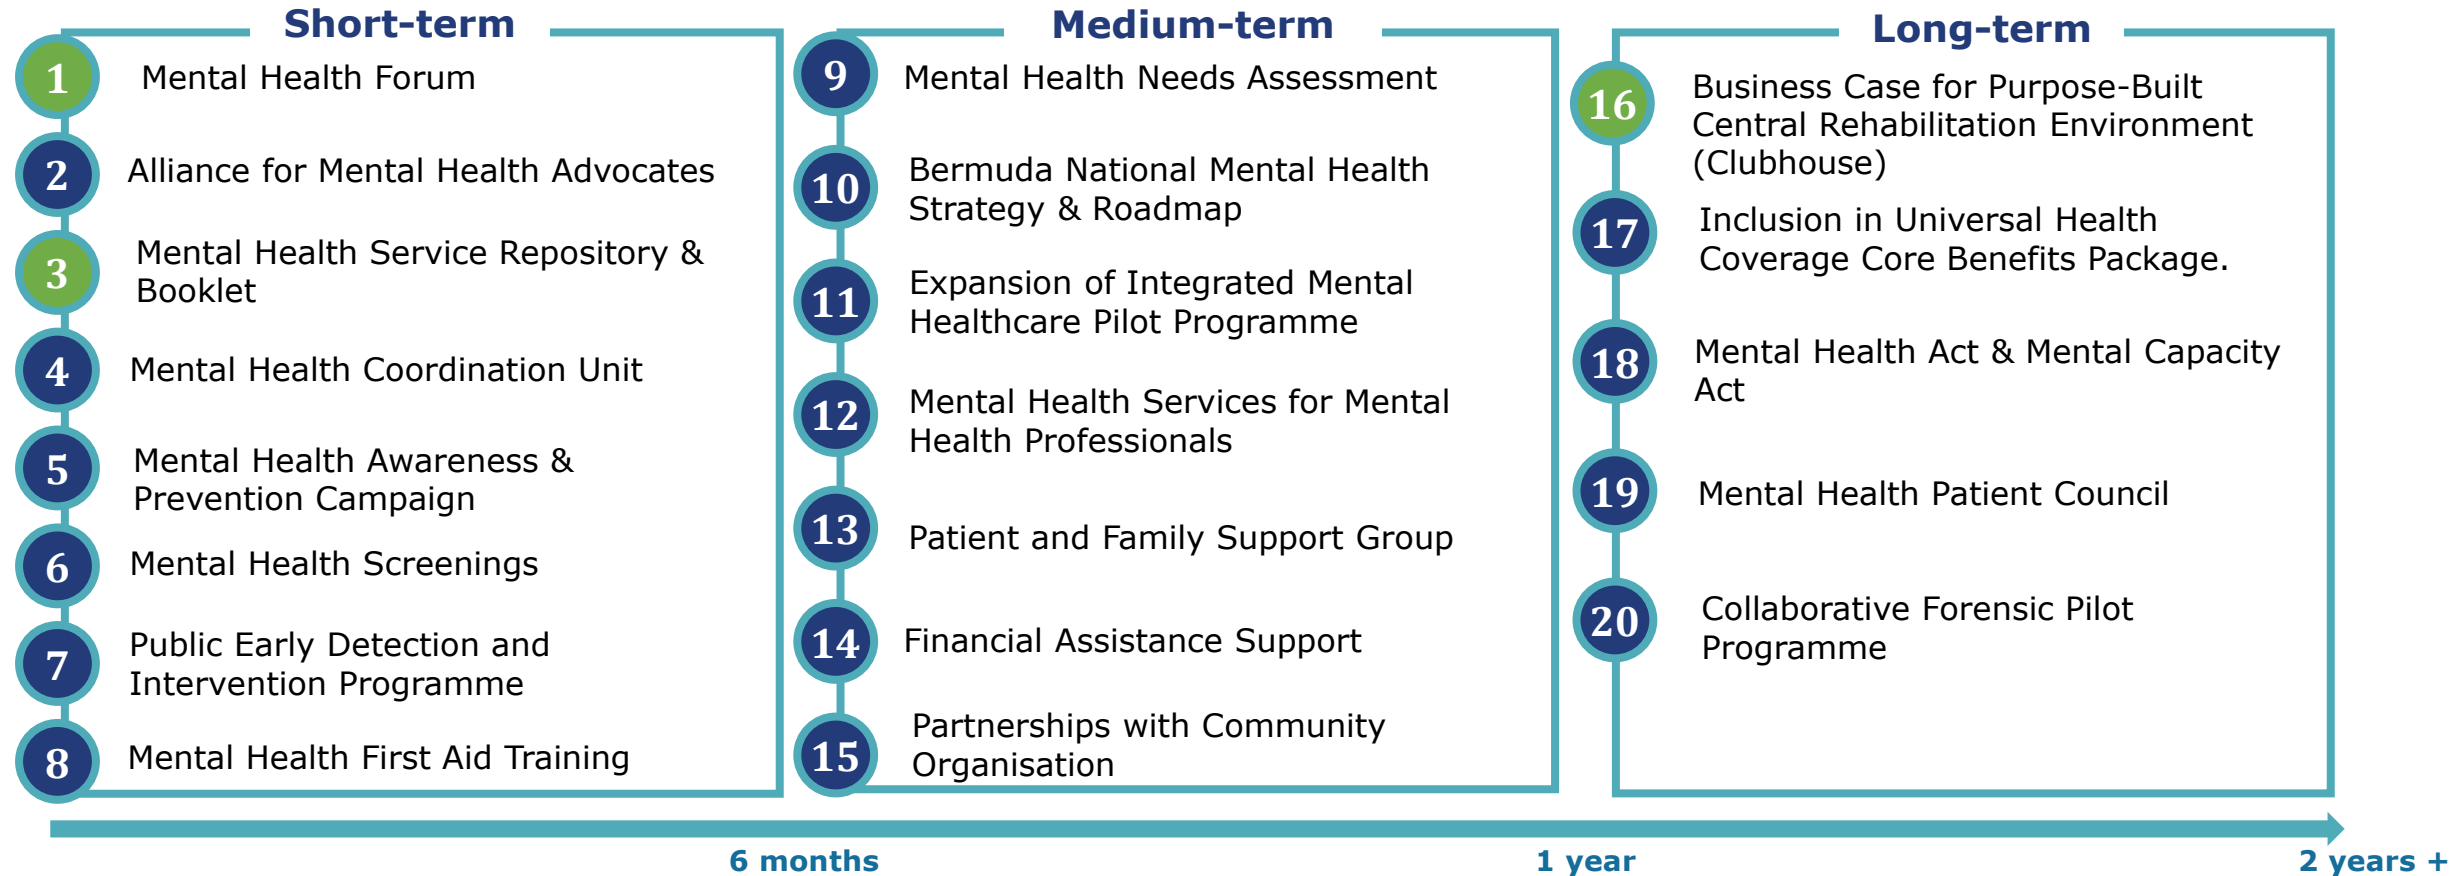 Short-term
1
Mental Health Forum
2
Alliance for Mental Health Advocates
3
Mental Health Service Repository &
Booklet
4
Mental Health Coordination Unit
5
Mental Health Awareness &
Prevention Campaign
6
Mental Health Screenings
7
Public Early Detection and
Intervention Programme
8
Mental Health First Aid Training
Medium-term
9
Mental Health Needs Assessment
10
Bermuda National Mental Health
Strategy & Roadmap
11
Expansion of Integrated Mental
Healthcare Pilot Programme
12
Mental Health Services for Mental
Health Professionals
13
Patient and Family Support Group
14
Financial Assistance Support
15
Partnerships with Community
Organisation
Long-term
16
Business Case for Purpose-Built
Central Rehabilitation Environment
(Clubhouse)
17
Inclusion in Universal Health
Coverage Core Benefits Package.
18
Mental Health Act & Mental Capacity
Act
19
Mental Health Patient Council
20
Collaborative Forensic Pilot
Programme
6 months
1 year
2 years +